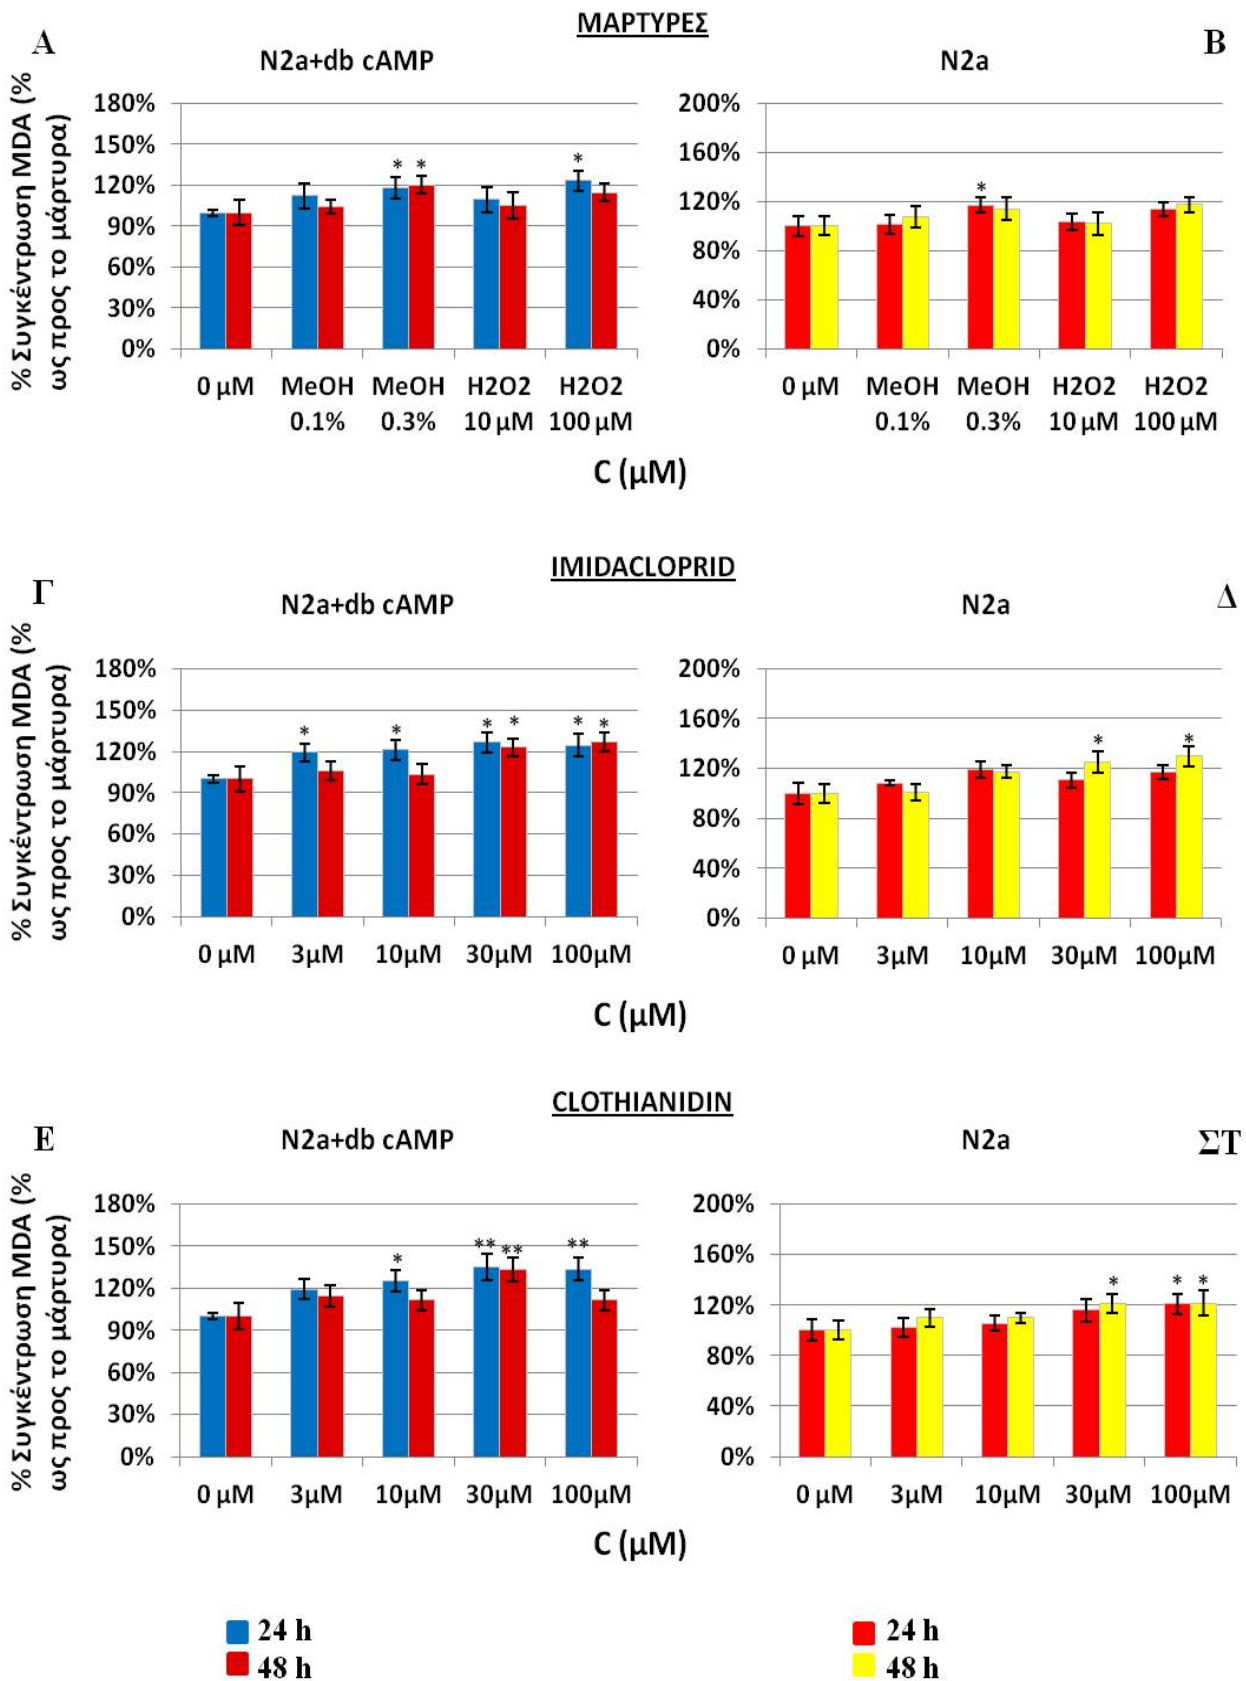 ΜΑΡΤΥΡΕΣ
Α
Β
N2a+db cAMP
N2a
% Συγκέντρωση MDA (%
ως προς το μάρτυρα)
180%
150%
120%
90%
60%
30%
0%
* * *
0 μM MeOH MeOH H2O2 H2O2
0.1% 0.3% 10 μM 100 μM
200%
160%
120%
80%
40%
0%
*
0 μM MeOH MeOH H2O2 H2O2
0.1% 0.3% 10 μM 100 μM
C (μM)
IMIDACLOPRID
Γ
Δ
N2a+db cAMP
N2a
% Συγκέντρωση MDA (%
ως προς το μάρτυρα)
180%
150%
120%
90%
60%
30%
0%
* * * * * *
0 μM 3μM 10μM 30μM 100μM
200%
160%
120%
80%
40%
0%
* *
0 μM 3μM 10μM 30μM 100μM
C (μM)
CLOTHIANIDIN
Ε
ΣΤ
N2a+db cAMP
N2a
% Συγκέντρωση MDA (%
ως προς το μάρτυρα)
180%
150%
120%
90%
60%
30%
0%
* ** ** **
0 μM 3μM 10μM 30μM 100μM
200%
160%
120%
80%
40%
0%
* * *
0 μM 3μM 10μM 30μM 100μM
C (μM)
24 h
48 h
24 h
48 h